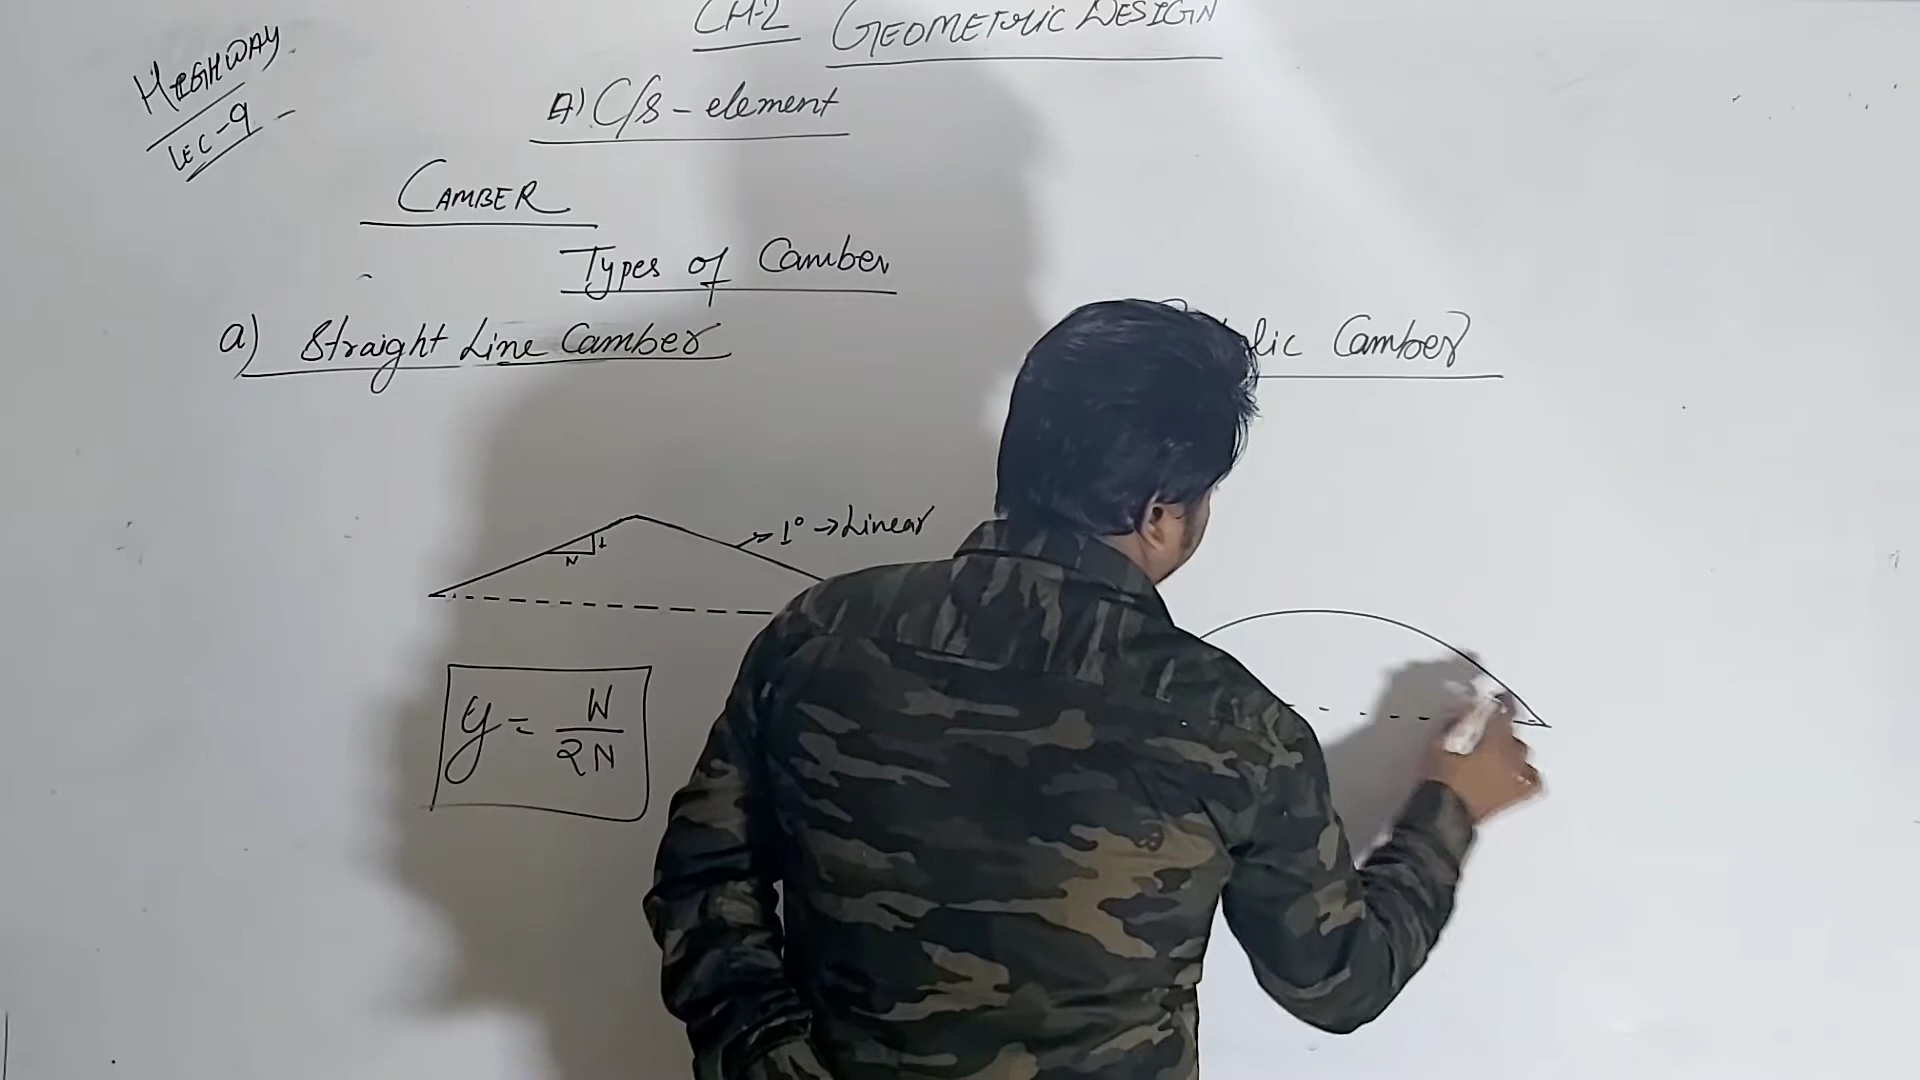 CH-2 GEOMETRIC DESIGN
HIGHWAY
LEC-9
A) C/s - element
CAMBER
Types of Camber
a) Straight Line Camber
Camber
1° → Linear
1
N
y = W/2N